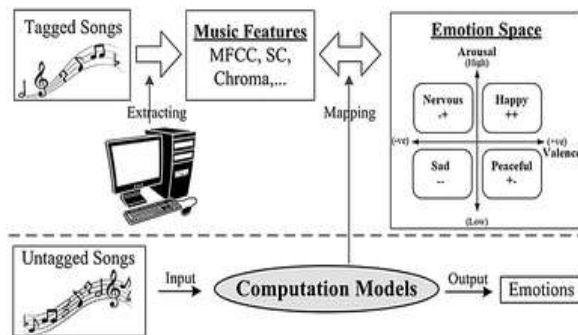 Tagged Songs
Music Features
MFCC, SC,
Chroma,...
Extracting
Mapping
Emotion Space
Arousal
(High)
Nervous
-+
Happy
++
(-ve)
(+ve)
Valence
Sad
--
Peaceful
+-
(Low)
Untagged Songs
Input
Computation Models
Output
Emotions